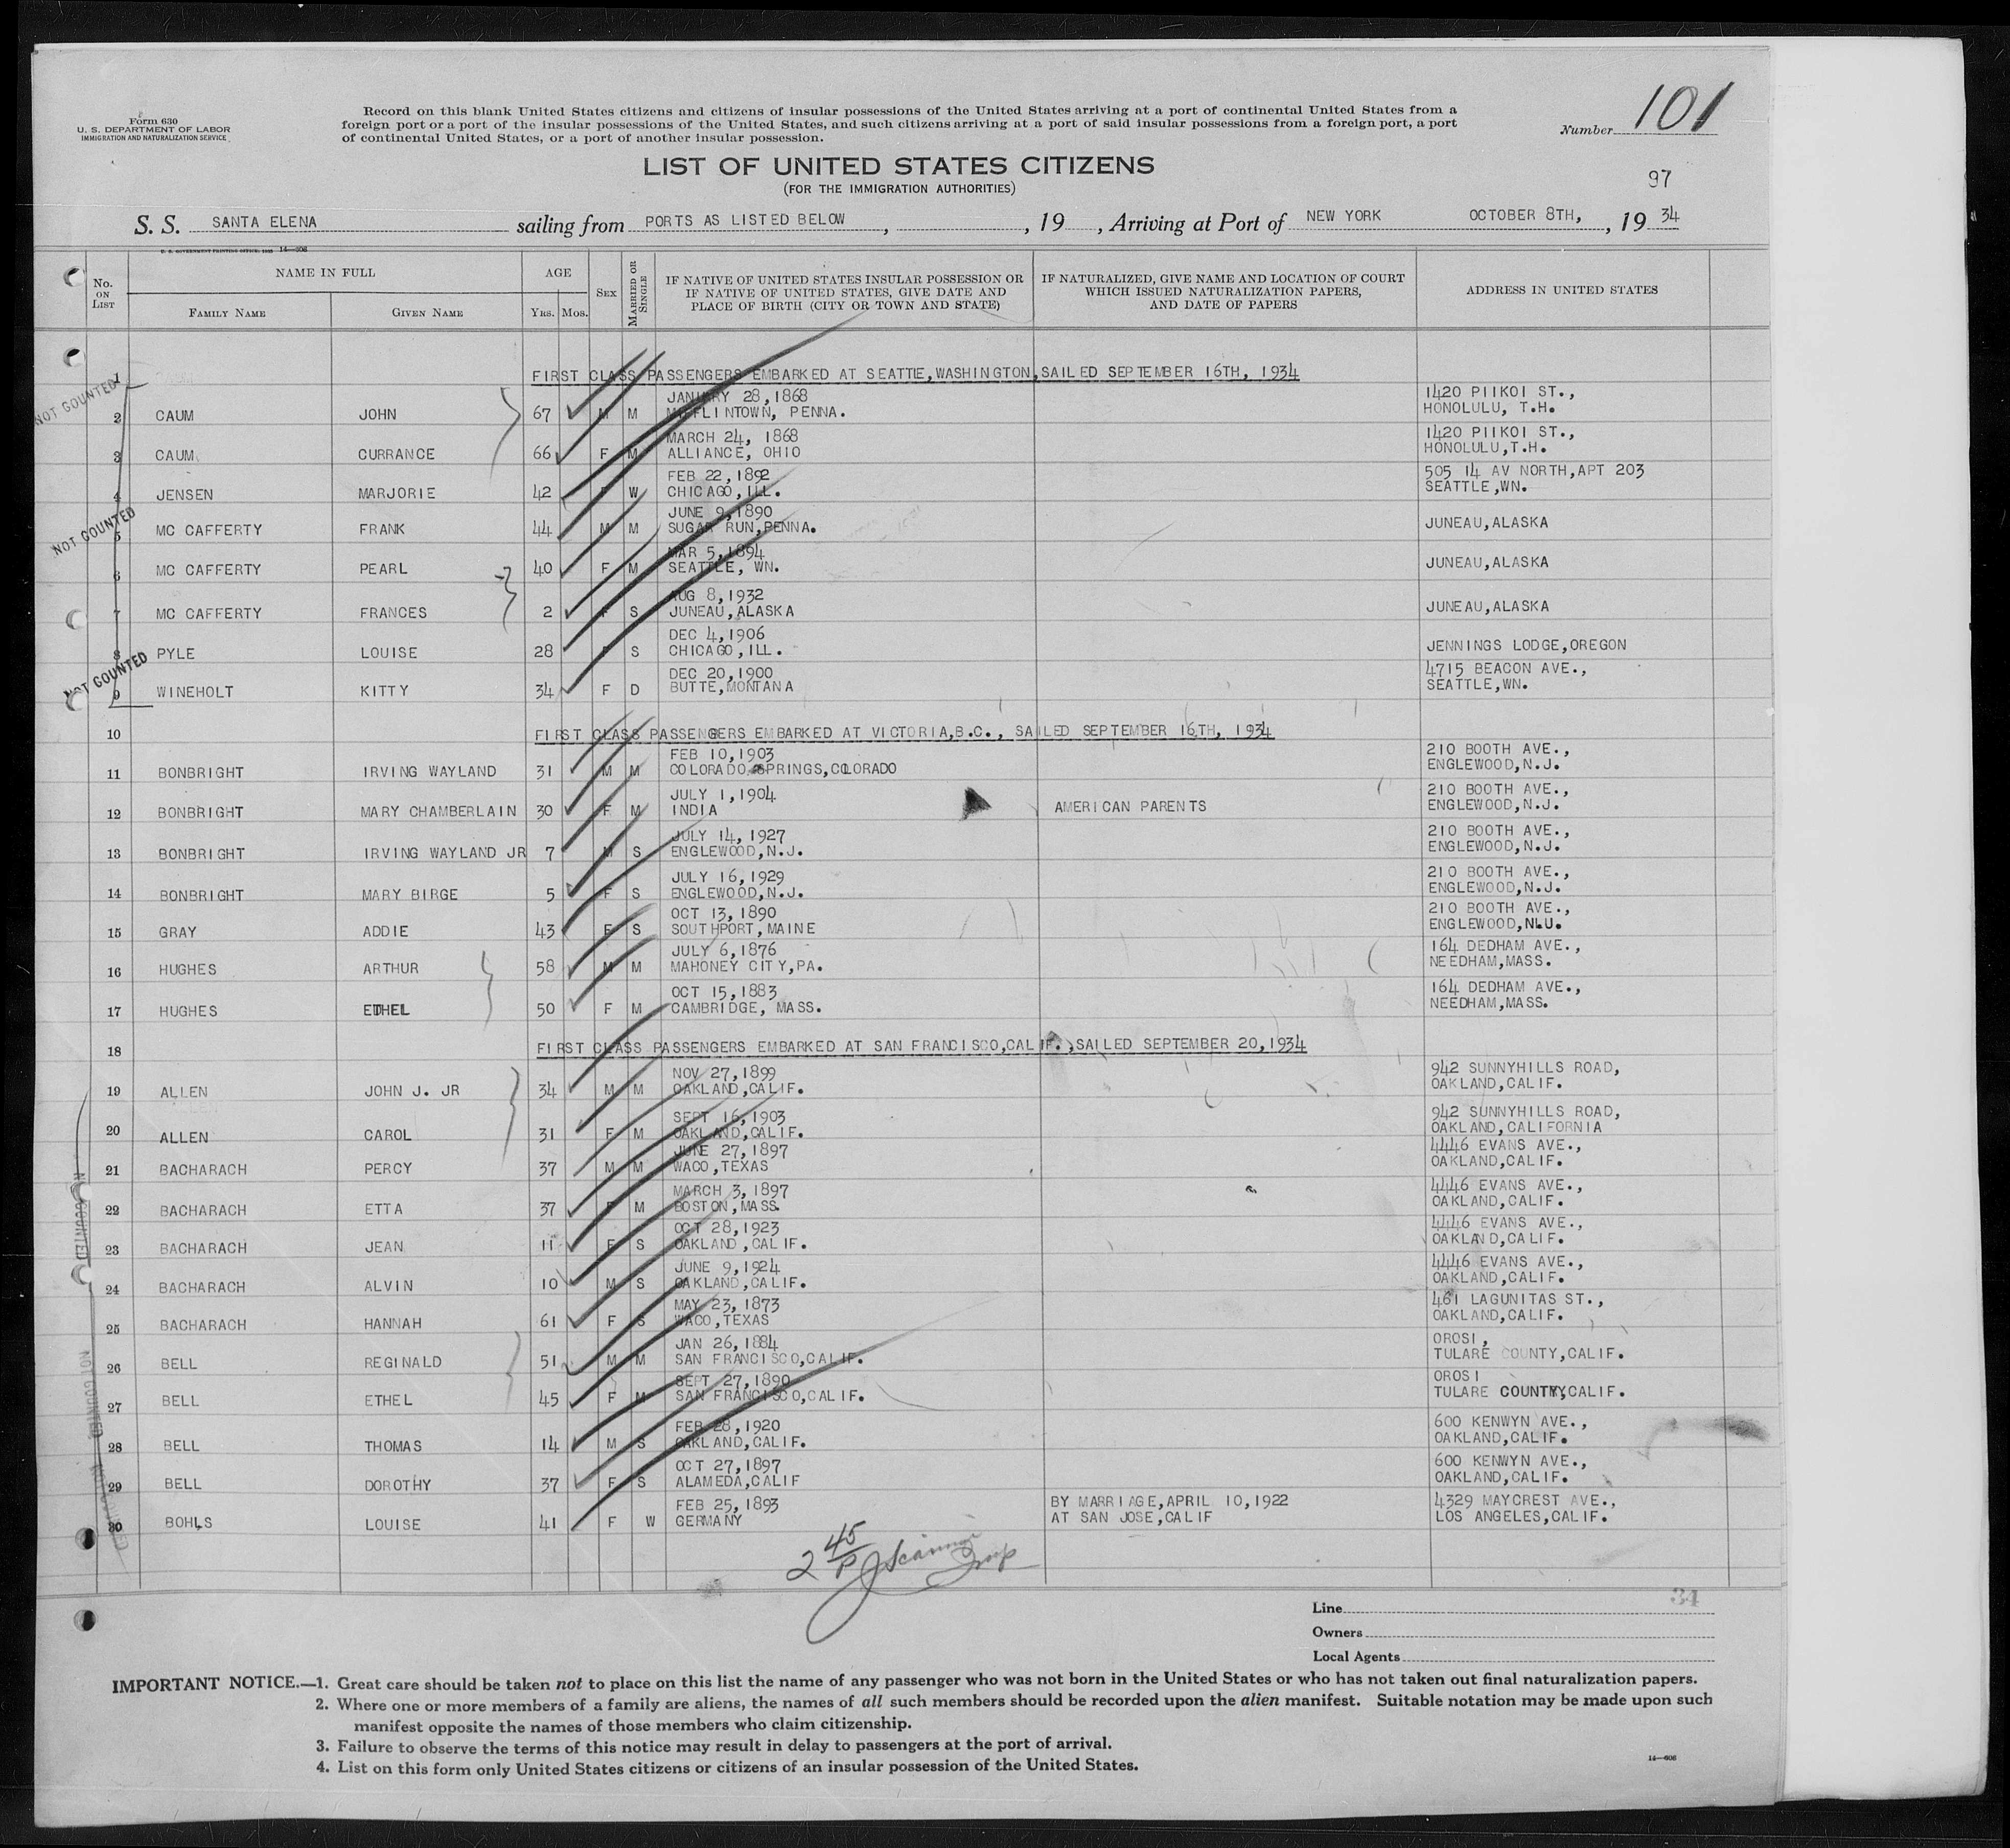 Form 630
U. S. DEPARTMENT OF LABOR
IMMIGRATION AND NATURALIZATION SERVICE
Record on this blank United States citizens and citizens of insular possessions of the United States arriving at a port of continental United States from a
foreign port or a port of the insular possessions of the United States, and such citizens arriving at a port of said insular possessions from a foreign port, a port
of continental United States, or a port of another insular possession.
Number 101
LIST OF UNITED STATES CITIZENS
(FOR THE IMMIGRATION AUTHORITIES)
97
S. S. SANTA ELENA sailing from PORTS AS LISTED BELOW , , 19 , Arriving at Port of NEW YORK OCTOBER 8TH, , 19 34
U. S. GOVERNMENT PRINTING OFFICE: 14—606
No. ON LIST
NAME IN FULL
FAMILY NAME
GIVEN NAME
AGE
YRS.
MOS.
SEX
MARRIED OR SINGLE
IF NATIVE OF UNITED STATES INSULAR POSSESSION OR
IF NATIVE OF UNITED STATES, GIVE DATE AND
PLACE OF BIRTH (CITY OR TOWN AND STATE)
IF NATURALIZED, GIVE NAME AND LOCATION OF COURT
WHICH ISSUED NATURALIZATION PAPERS,
AND DATE OF PAPERS
ADDRESS IN UNITED STATES
NOT COUNTED
1 FIRST CLASS PASSENGERS EMBARKED AT SEATTLE,WASHINGTON,SAILED SEPTEMBER 16TH, 1934
JANUARY 28,1868 1420 PIIKOI ST.,
2 CAUM JOHN 67 M M MIFFLINTOWN, PENNA. HONOLULU, T.H.
MARCH 24, 1868 1420 PIIKOI ST.,
3 CAUM CURRANCE 66 F M ALLIANCE, OHIO HONOLULU,T.H.
FEB 22,1892 505 14 AV NORTH,APT 203
4 JENSEN MARJORIE 42 F W CHICAGO,ILL. SEATTLE,WN.
NOT COUNTED
JUNE 9,1890
5 MC CAFFERTY FRANK 44 M M SUGAR RUN,PENNA. JUNEAU,ALASKA
MAR 5,1894
6 MC CAFFERTY PEARL 40 F M SEATTLE, WN. JUNEAU,ALASKA
AUG 8,1932
7 MC CAFFERTY FRANCES 2 F S JUNEAU,ALASKA JUNEAU,ALASKA
DEC 4,1906
8 PYLE LOUISE 28 F S CHICAGO,ILL. JENNINGS LODGE,OREGON
NOT COUNTED
DEC 20,1900 4715 BEACON AVE.,
9 WINEHOLT KITTY 34 F D BUTTE,MONTANA SEATTLE,WN.
10 FIRST CLASS PASSENGERS EMBARKED AT VICTORIA,B.C., SAILED SEPTEMBER 16TH, 1934
FEB 10,1903 210 BOOTH AVE.,
11 BONBRIGHT IRVING WAYLAND 31 M M COLORADO SPRINGS,COLORADO ENGLEWOOD,N.J.
JULY 1,1904 210 BOOTH AVE.,
12 BONBRIGHT MARY CHAMBERLAIN 30 F M INDIA AMERICAN PARENTS ENGLEWOOD,N.J.
JULY 14,1927 210 BOOTH AVE.,
13 BONBRIGHT IRVING WAYLAND JR 7 M S ENGLEWOOD,N.J. ENGLEWOOD,N.J.
JULY 16,1929 210 BOOTH AVE.,
14 BONBRIGHT MARY BIRGE 5 F S ENGLEWOOD,N.J. ENGLEWOOD,N.J.
OCT 13,1890 210 BOOTH AVE.,
15 GRAY ADDIE 43 F S SOUTHPORT,MAINE ENGLEWOOD,N.J.
JULY 6,1876 164 DEDHAM AVE.,
16 HUGHES ARTHUR 58 M M MAHONEY CITY,PA. NEEDHAM,MASS.
OCT 15,1883 164 DEDHAM AVE.,
17 HUGHES ETHEL 50 F M CAMBRIDGE, MASS. NEEDHAM,MASS.
18 FIRST CLASS PASSENGERS EMBARKED AT SAN FRANCISCO,CALIF.,SAILED SEPTEMBER 20,1934
NOV 27,1899 942 SUNNYHILLS ROAD,
19 ALLEN JOHN J. JR 34 M M OAKLAND,CALIF. OAKLAND,CALIF.
SEPT 16,1903 942 SUNNYHILLS ROAD,
20 ALLEN CAROL 31 F M OAKLAND,CALIF. OAKLAND,CALIFORNIA
JUNE 27,1897 4446 EVANS AVE.,
21 BACHARACH PERCY 37 M M WACO,TEXAS OAKLAND,CALIF.
MARCH 3,1897 4446 EVANS AVE.,
22 BACHARACH ETTA 37 F M BOSTON,MASS. OAKLAND,CALIF.
OCT 28,1923 4446 EVANS AVE.,
23 BACHARACH JEAN 11 F S OAKLAND,CALIF. OAKLAND,CALIF.
JUNE 9,1924 4446 EVANS AVE.,
24 BACHARACH ALVIN 10 M S OAKLAND,CALIF. OAKLAND,CALIF.
MAY 23,1873 461 LAGUNITAS ST.,
25 BACHARACH HANNAH 61 F S WACO,TEXAS OAKLAND,CALIF.
JAN 26,1884 OROSI,
26 BELL REGINALD 51 M M SAN FRANCISCO,CALIF. TULARE COUNTY,CALIF.
SEPT 27,1890 OROSI
27 BELL ETHEL 45 F M SAN FRANCISCO,CALIF. TULARE COUNTY,CALIF.
FEB 28,1920 600 KENWYN AVE.,
28 BELL THOMAS 14 M S OAKLAND,CALIF. OAKLAND,CALIF.
OCT 27,1897 600 KENWYN AVE.,
29 BELL DOROTHY 37 F S ALAMEDA,CALIF OAKLAND,CALIF.
FEB 25,1893 BY MARRIAGE,APRIL 10,1922 4329 MAYCREST AVE.,
30 BOHLS LOUISE 41 F W GERMANY AT SAN JOSE,CALIF LOS ANGELES,CALIF.
NOT COUNTED
NOT COUNTED
NOT COUNTED
2 45/P
34
Line
Owners
Local Agents
IMPORTANT NOTICE.—1. Great care should be taken not to place on this list the name of any passenger who was not born in the United States or who has not taken out final naturalization papers.
2. Where one or more members of a family are aliens, the names of all such members should be recorded upon the alien manifest. Suitable notation may be made upon such
manifest opposite the names of those members who claim citizenship.
3. Failure to observe the terms of this notice may result in delay to passengers at the port of arrival.
4. List on this form only United States citizens or citizens of an insular possession of the United States.
14—606